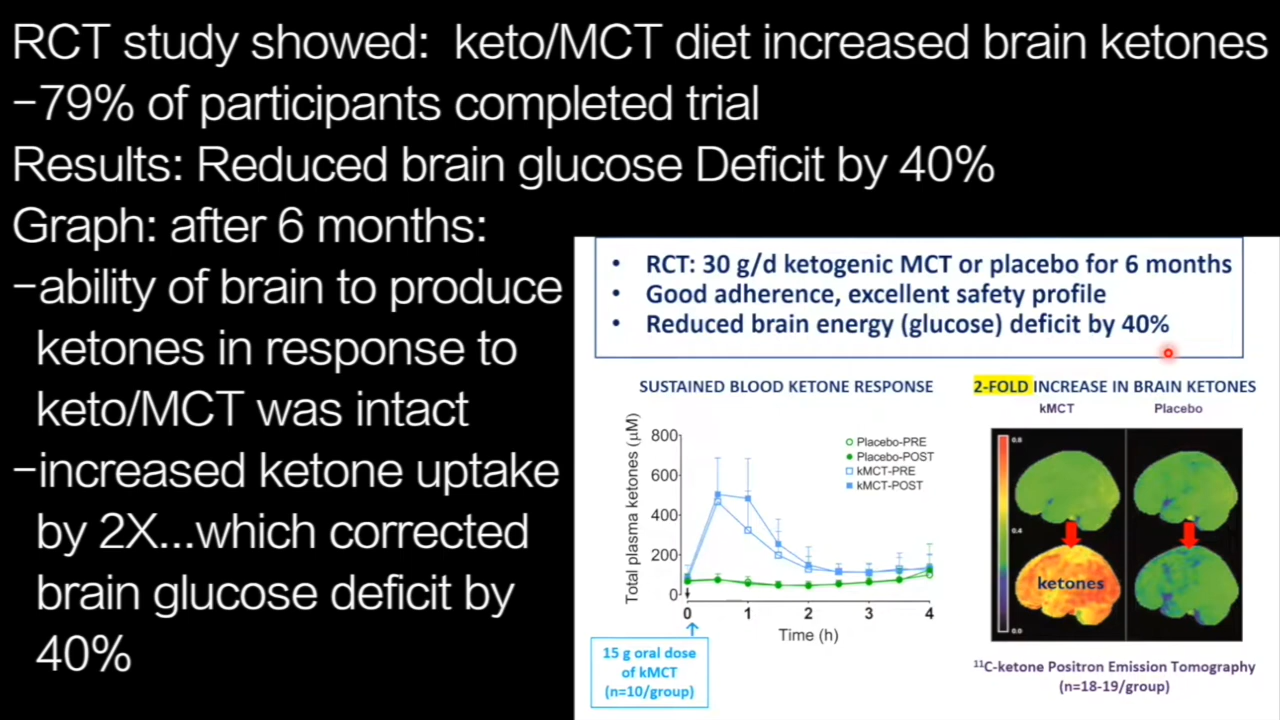 RCT study showed:  keto/MCT diet increased brain ketones
−79% of participants completed trial
Results: Reduced brain glucose Deficit by 40%
Graph: after 6 months:
−ability of brain to produce
ketones in response to
keto/MCT was intact
−increased ketone uptake
by 2X...which corrected
brain glucose deficit by
40%
• RCT: 30 g/d ketogenic MCT or placebo for 6 months
• Good adherence, excellent safety profile
• Reduced brain energy (glucose) deficit by 40%
SUSTAINED BLOOD KETONE RESPONSE
Total plasma ketones (µM)
800
600
400
200
0
Placebo-PRE
Placebo-POST
kMCT-PRE
kMCT-POST
0 1 2 3 4
Time (h)
15 g oral dose
of kMCT
(n=10/group)
2-FOLD INCREASE IN BRAIN KETONES
kMCT Placebo
0.4
0.0
ketones
¹¹C-ketone Positron Emission Tomography
(n=18-19/group)